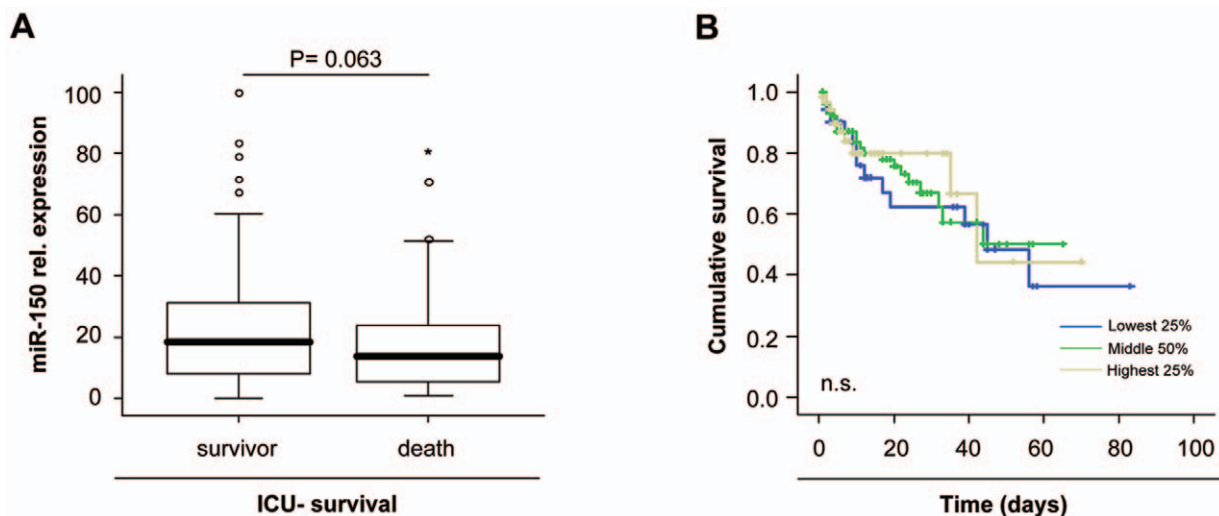 A
P= 0.063
miR-150 rel. expression
100
80
60
40
20
0
*
survivor death
ICU- survival
B
Cumulative survival
1.0
0.8
0.6
0.4
0.2
0.0
Lowest 25%
Middle 50%
Highest 25%
n.s.
0 20 40 60 80 100
Time (days)